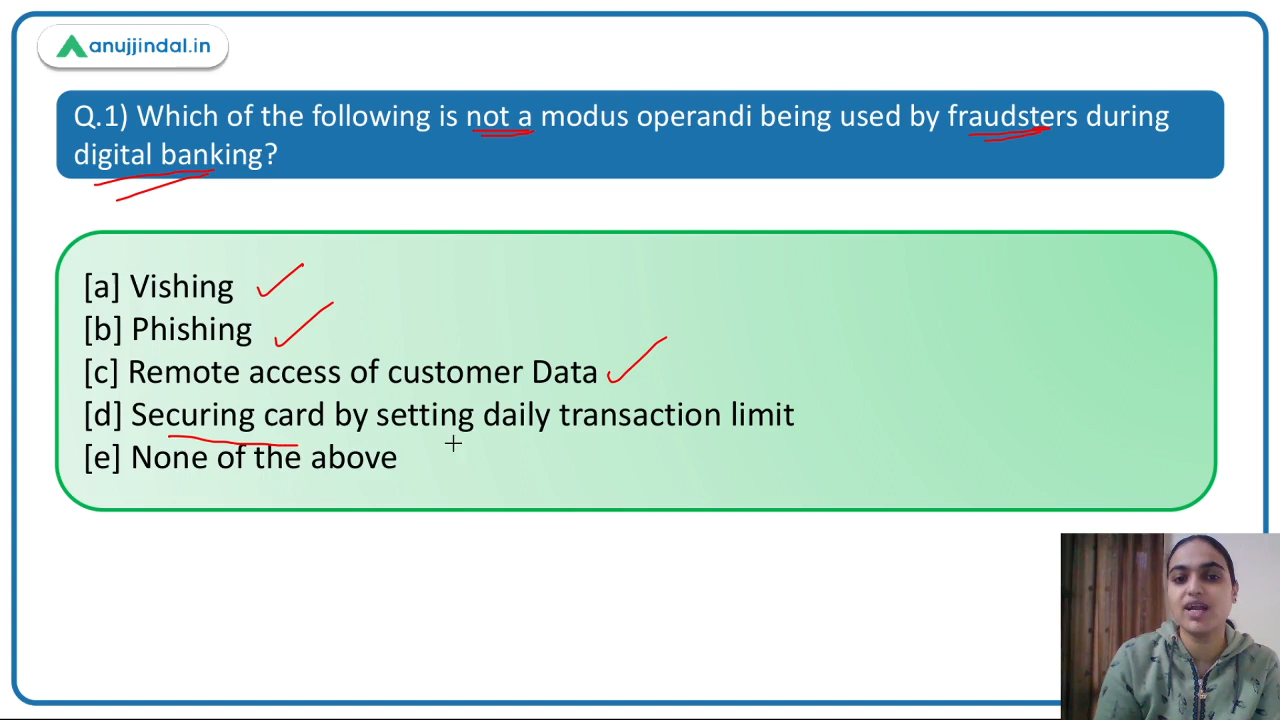 anujjindal.in
Q.1) Which of the following is not a modus operandi being used by fraudsters during
digital banking?
[a] Vishing
[b] Phishing
[c] Remote access of customer Data
[d] Securing card by setting daily transaction limit
[e] None of the above